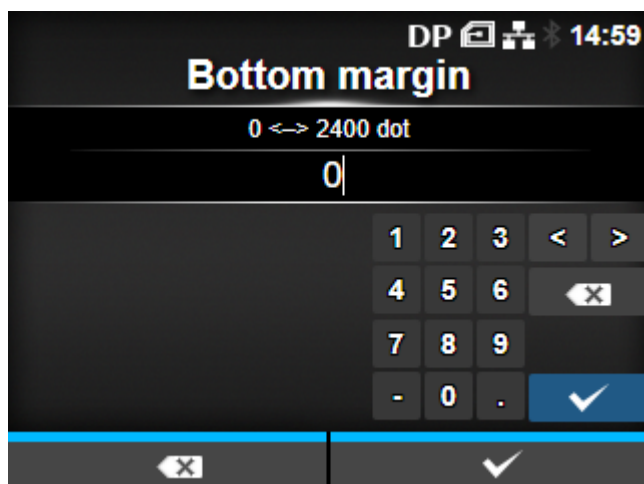 DP 14:59
Bottom margin
0 <--> 2400 dot
0
1 2 3 < >
4 5 6
7 8 9
- 0 .